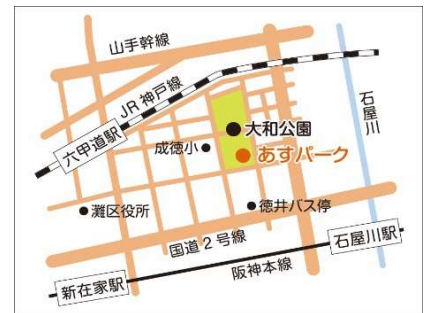 山手幹線
JR神戸線
六甲道駅
石屋川
大和公園
成徳小
あすパーク
灘区役所
徳井バス停
国道2号線
石屋川駅
阪神本線
新在家駅